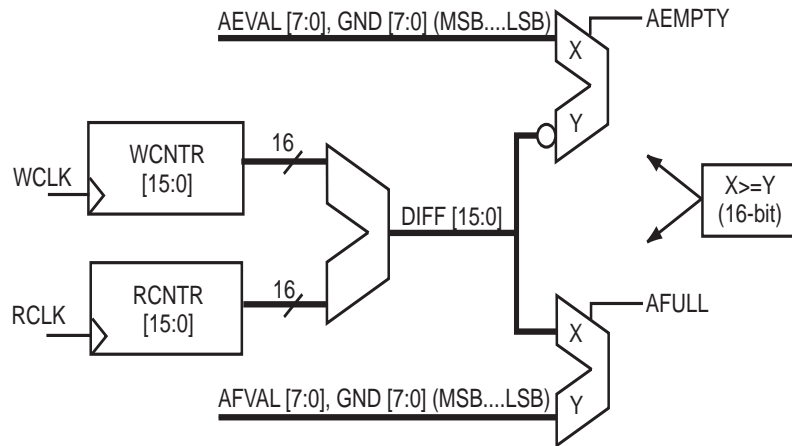 AEVAL [7:0], GND [7:0] (MSB....LSB)
X
AEMPTY
Y
WCLK
WCNTR
[15:0]
16
DIFF [15:0]
X>=Y
(16-bit)
RCLK
RCNTR
[15:0]
16
X
AFULL
AFVAL [7:0], GND [7:0] (MSB....LSB)
Y